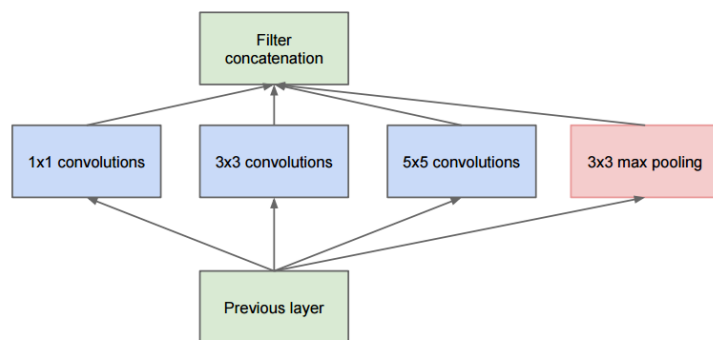 Filter
concatenation
1x1 convolutions
3x3 convolutions
5x5 convolutions
3x3 max pooling
Previous layer